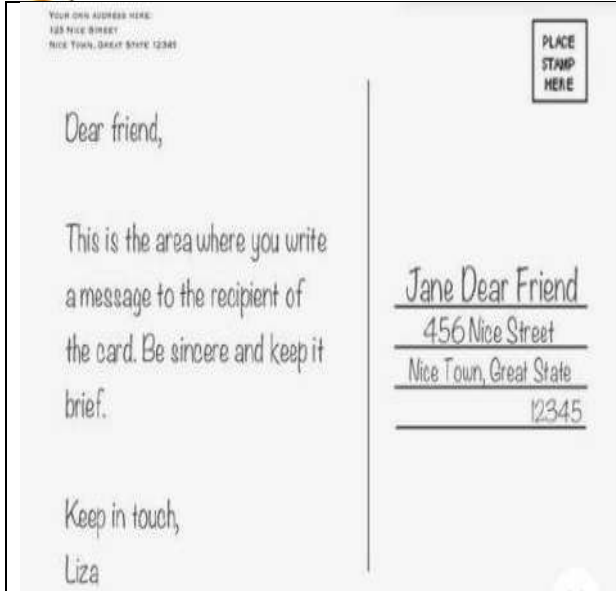 YOUR OWN ADDRESS HERE:
123 NICE STREET
NICE TOWN, GREAT STATE 12341
PLACE
STAMP
HERE
Dear friend,
This is the area where you write
a message to the recipient of
the card. Be sincere and keep it
brief.
Keep in touch,
Liza
Jane Dear Friend
456 Nice Street
Nice Town, Great State
12345